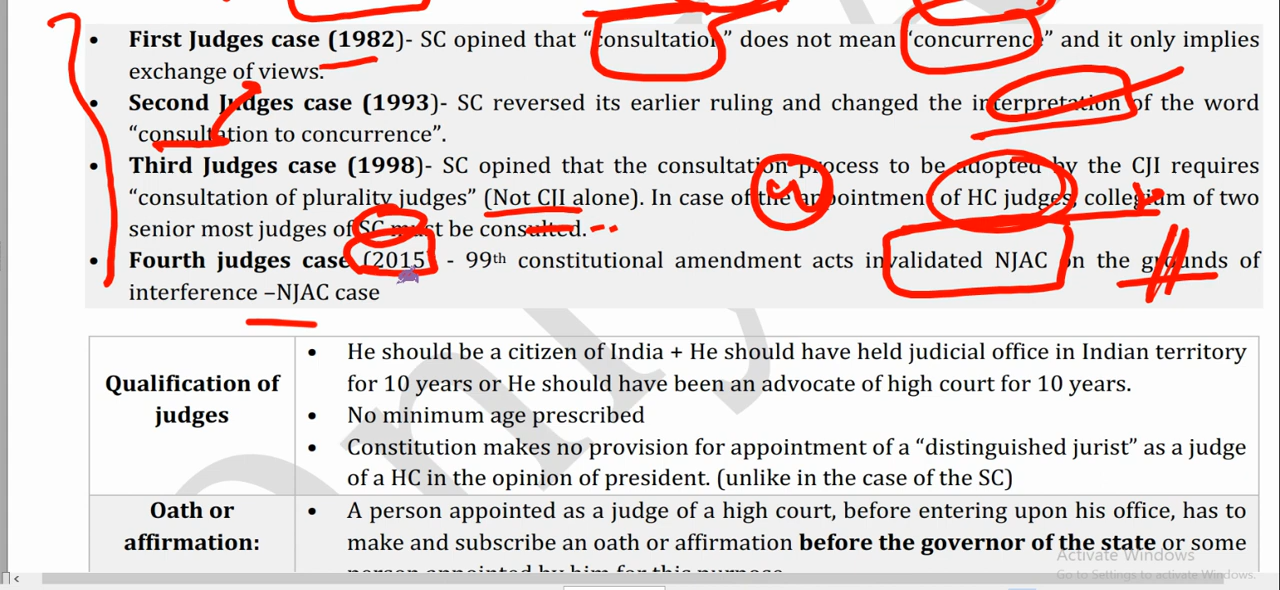 • First Judges case (1982)- SC opined that “consultation” does not mean “concurrence” and it only implies
exchange of views.
• Second Judges case (1993)- SC reversed its earlier ruling and changed the interpretation of the word
“consultation to concurrence”.
• Third Judges case (1998)- SC opined that the consultation process to be adopted by the CJI requires
“consultation of plurality judges” (Not CJI alone). In case of the appointment of HC judges, collegium of two
senior most judges of SC must be consulted.
• Fourth judges case (2015) - 99th constitutional amendment acts invalidated NJAC on the grounds of
interference –NJAC case
Qualification of
judges
• He should be a citizen of India + He should have held judicial office in Indian territory
for 10 years or He should have been an advocate of high court for 10 years.
• No minimum age prescribed
• Constitution makes no provision for appointment of a “distinguished jurist” as a judge
of a HC in the opinion of president. (unlike in the case of the SC)
Oath or
affirmation:
• A person appointed as a judge of a high court, before entering upon his office, has to
make and subscribe an oath or affirmation before the governor of the state or some
person appointed by him for this purpose
Activate Windows
Go to Settings to activate Windows.